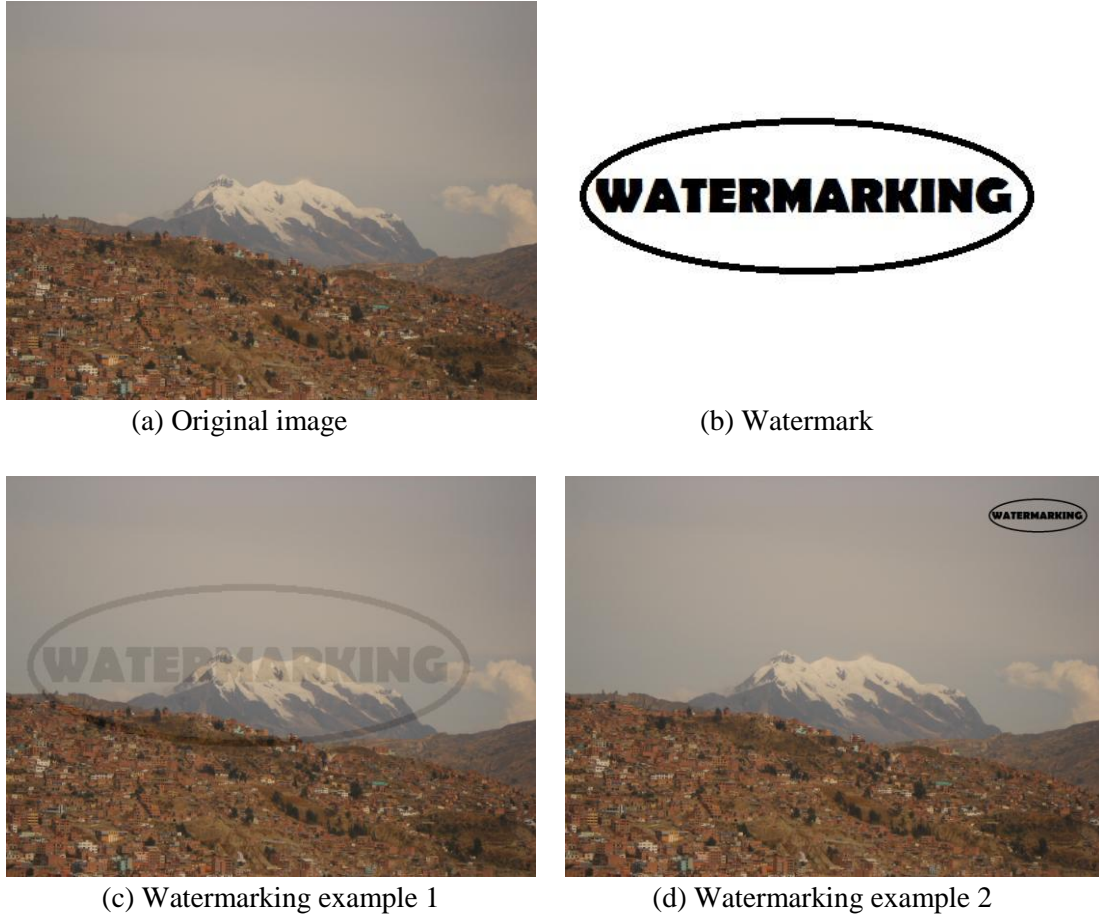 WATERMARKING
(a) Original image
(b) Watermark
WATERMARKING
WATERMARKING
(c) Watermarking example 1
(d) Watermarking example 2